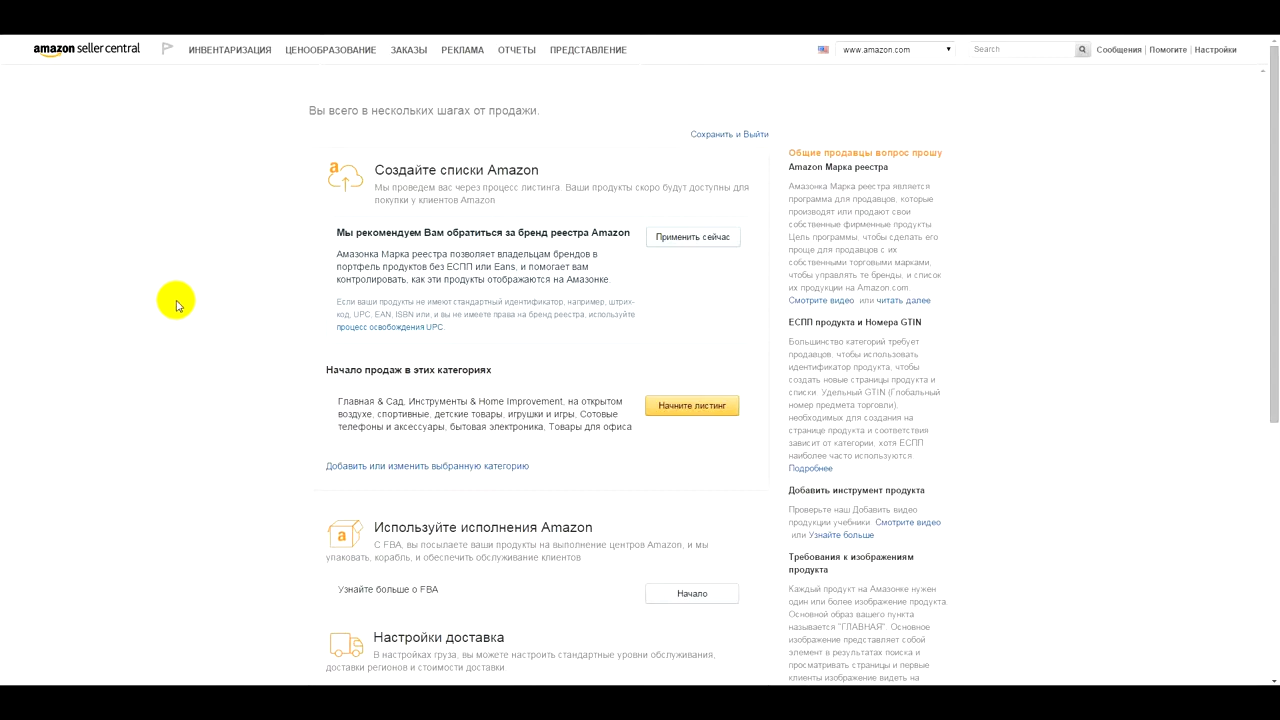 amazon seller central
ИНВЕНТАРИЗАЦИЯ ЦЕНООБРАЗОВАНИЕ ЗАКАЗЫ РЕКЛАМА ОТЧЕТЫ ПРЕДСТАВЛЕНИЕ
www.amazon.com
Search
Сообщения | Помогите | Настройки
Вы всего в нескольких шагах от продажи.
Сохранить и Выйти
Создайте списки Amazon
Мы проведем вас через процесс листинга. Ваши продукты скоро будут доступны для
покупки у клиентов Amazon
Мы рекомендуем Вам обратиться за бренд реестра Amazon
Применить сейчас
Амазонка Марка реестра позволяет владельцам брендов в
портфель продуктов без ЕСПП или Eans, и помогает вам
контролировать, как эти продукты отображаются на Амазонке.
Если ваши продукты не имеют стандартный идентификатор, например, штрих-
код, UPC, EAN, ISBN или, и вы не имеете права на бренд реестра, используйте
процесс освобождения UPC.
Начало продаж в этих категориях
Главная & Сад, Инструменты & Home Improvement, на открытом
воздухе, спортивные, детские товары, игрушки и игры, Сотовые
телефоны и аксессуары, бытовая электроника, Товары для офиса
Начните листинг
Добавить или изменить выбранную категорию
Используйте исполнения Amazon
С FBA, вы посылаете ваши продукты на выполнение центров Amazon, и мы
упаковать, корабль, и обеспечить обслуживание клиентов
Узнайте больше о FBA
Начало
Настройки доставка
В настройках груза, вы можете настроить стандартные уровни обслуживания,
доставки регионов и стоимости доставки
Общие продавцы вопрос прошу
Amazon Марка реестра
Амазонка Марка реестра является
программа для продавцов, которые
производят или продают свои
собственные фирменные продукты
Цель программы, чтобы сделать его
проще для продавцов с их
собственными торговыми марками,
чтобы управлять те бренды, и список
их продукции на Amazon.com
Смотрите видео или читать далее
ЕСПП продукта и Номера GTIN
Большинство категорий требует
продавцов, чтобы использовать
идентификатор продукта, чтобы
создать новые страницы продукта и
списки Удельный GTIN (Глобальный
номер предмета торговли),
необходимых для создания на
странице продукта и соответствия
зависит от категории, хотя ЕСПП
наиболее часто используются
Подробнее
Добавить инструмент продукта
Проверьте наш Добавить видео
продукции учебники Смотрите видео
или Узнайте больше
Требования к изображениям
продукта
Каждый продукт на Амазонке нужен
один или более изображение продукта.
Основной образ вашего пункта
называется "ГЛАВНАЯ". Основное
изображение представляет собой
элемент в результатах поиска и
просматривать страницы и первые
клиенты изображение видеть на